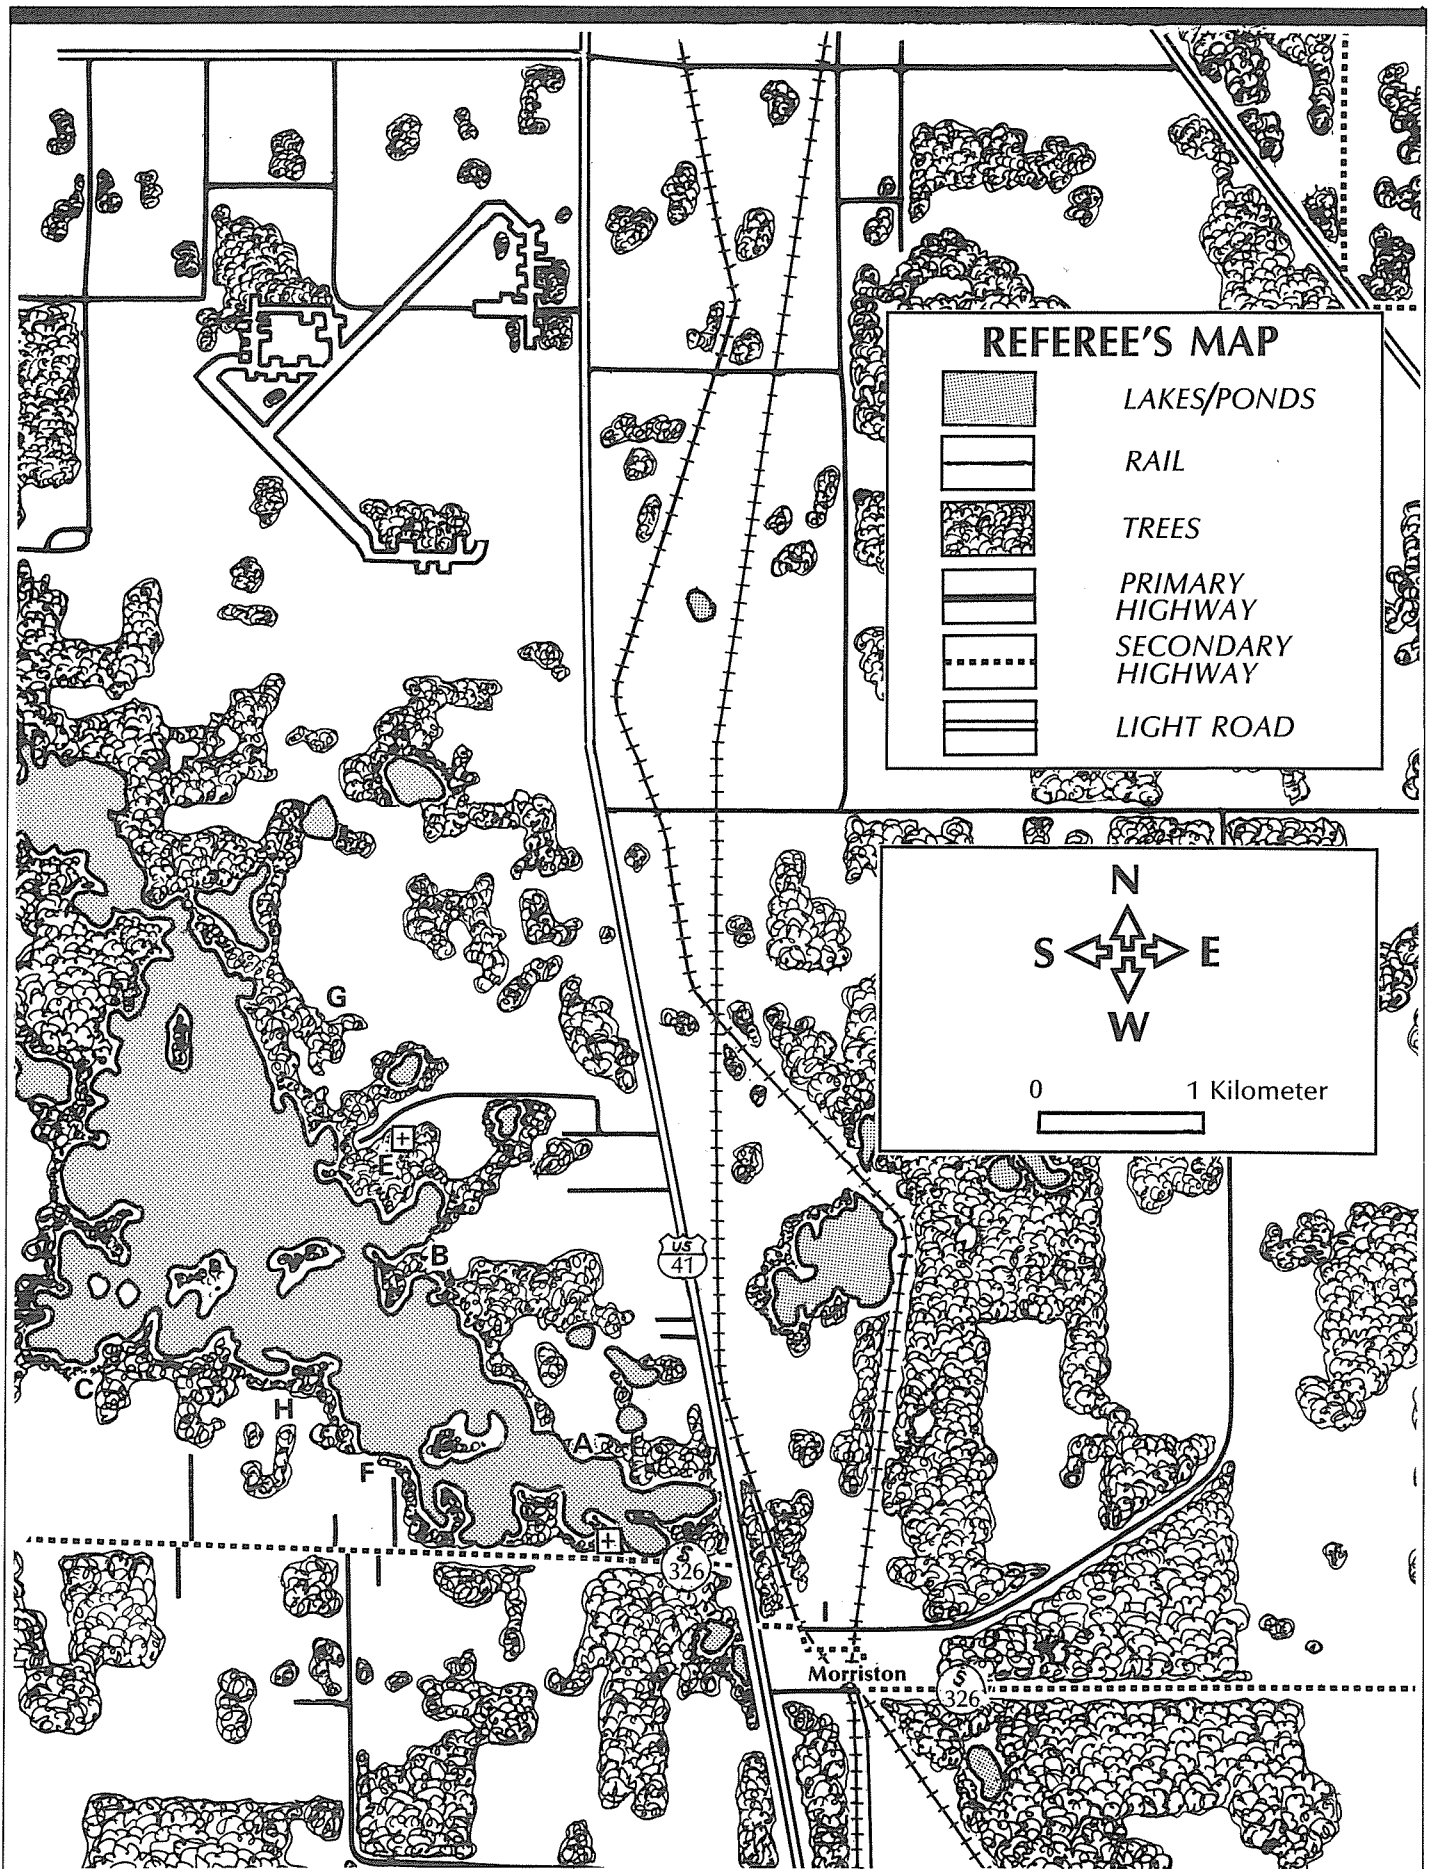 REFEREE'S MAP
LAKES/PONDS
RAIL
TREES
PRIMARY
HIGHWAY
SECONDARY
HIGHWAY
LIGHT ROAD
N
S E
W
0 1 Kilometer
G
E
B
US
41
C
H
A
F
S
326
I
Morriston
S
326